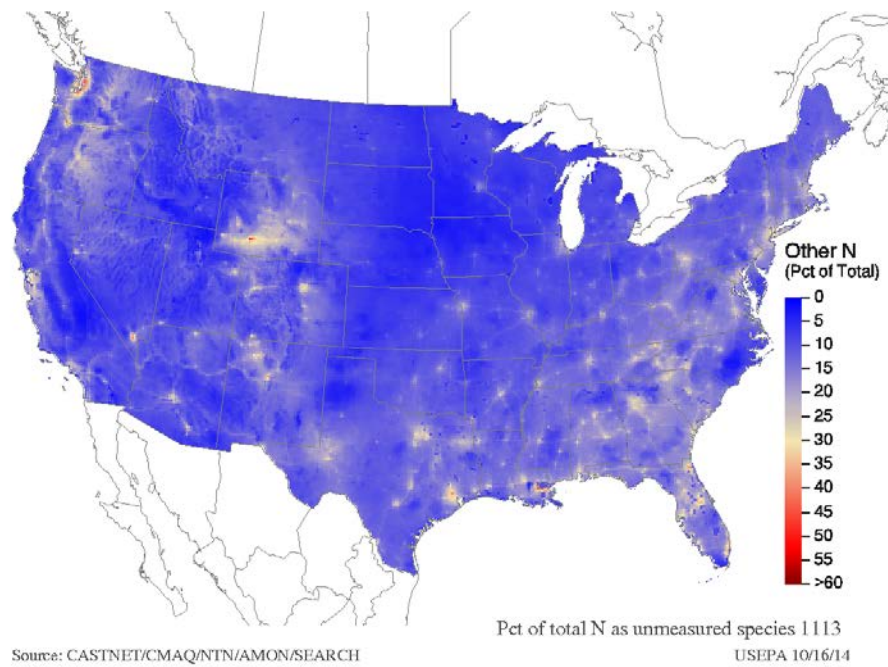 Other N
(Pct of Total)
0
5
10
15
20
25
30
35
40
45
50
55
>60
Pct of total N as unmeasured species 1113
Source: CASTNET/CMAQ/NTN/AMON/SEARCH
USEPA 10/16/14